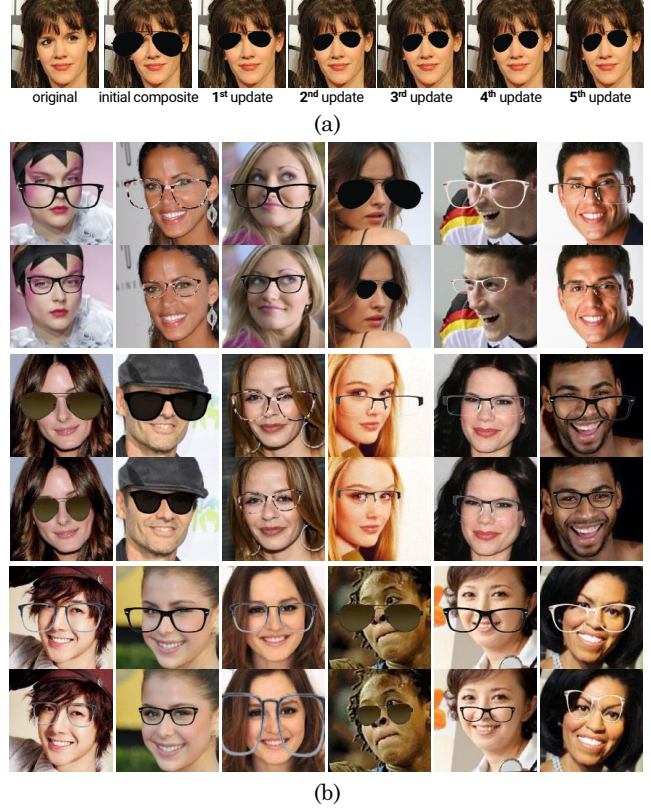 original initial composite 1st update 2nd update 3rd update 4th update 5th update
(a)
(b)